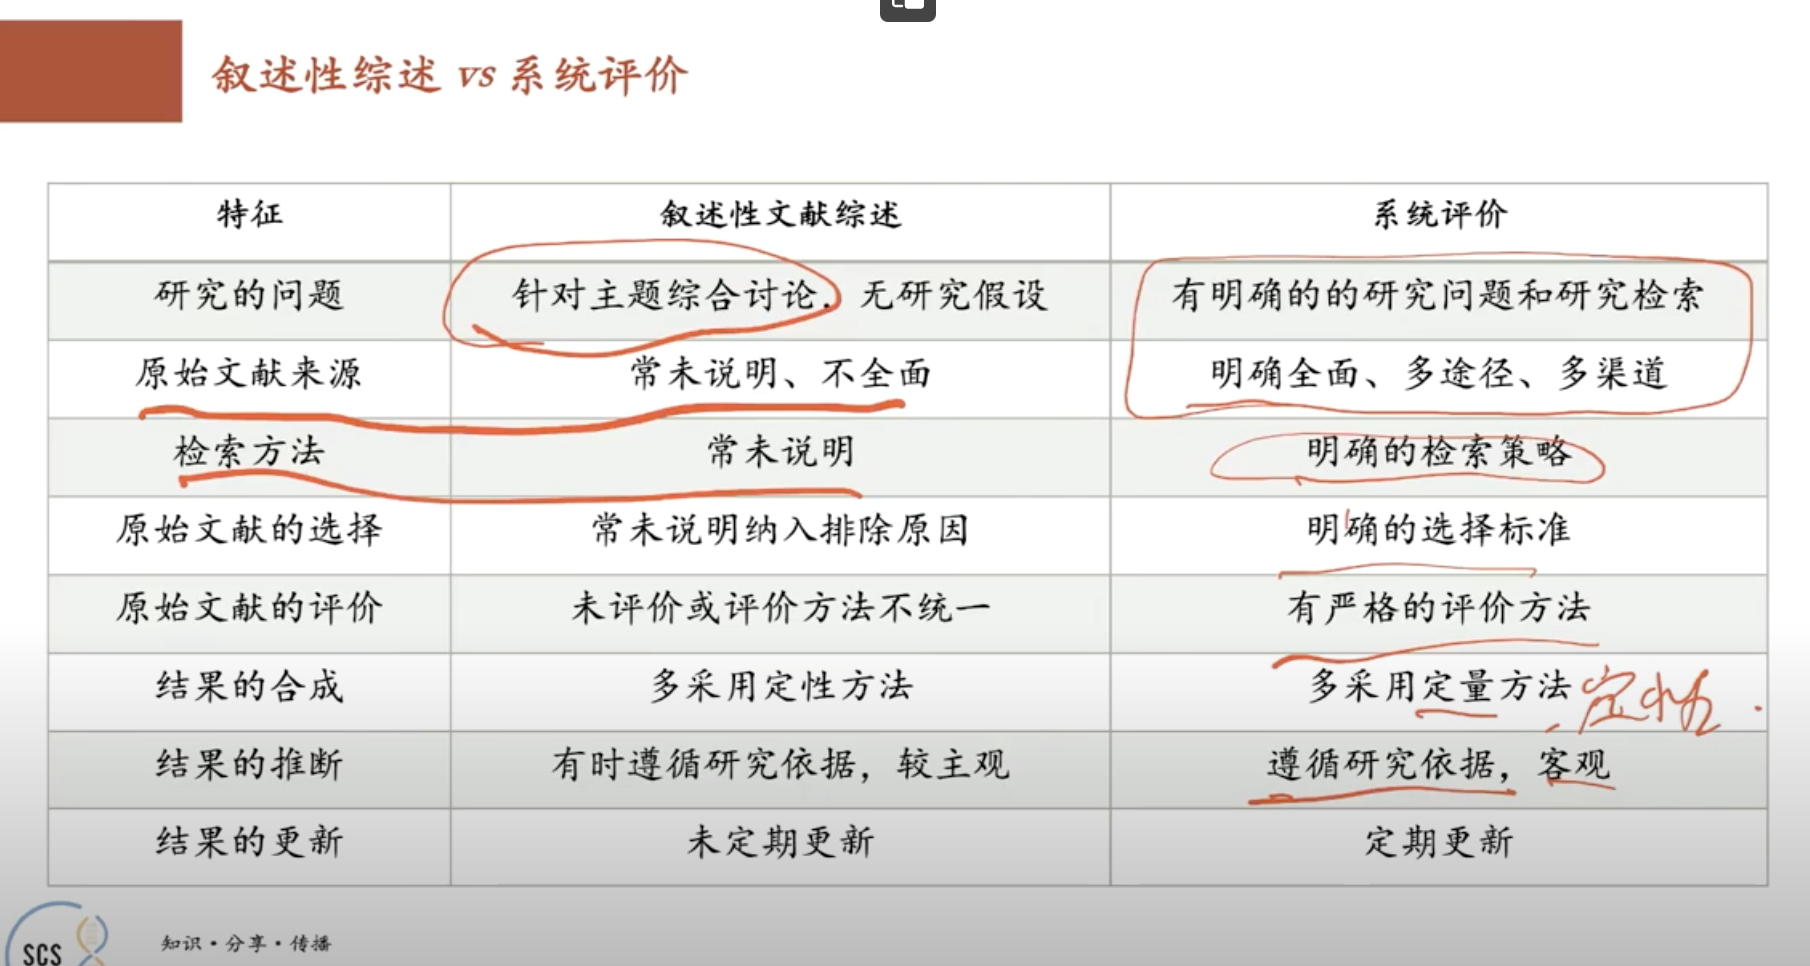 叙述性综述 vs 系统评价
特征 叙述性文献综述 系统评价
研究的问题 针对主题综合讨论，无研究假设 有明确的的研究问题和研究检索
原始文献来源 常未说明、不全面 明确全面、多途径、多渠道
检索方法 常未说明 明确的检索策略
原始文献的选择 常未说明纳入排除原因 明确的选择标准
原始文献的评价 未评价或评价方法不统一 有严格的评价方法
结果的合成 多采用定性方法 多采用定量方法 定性
结果的推断 有时遵循研究依据，较主观 遵循研究依据，客观
结果的更新 未定期更新 定期更新
SCS 知识·分享·传播